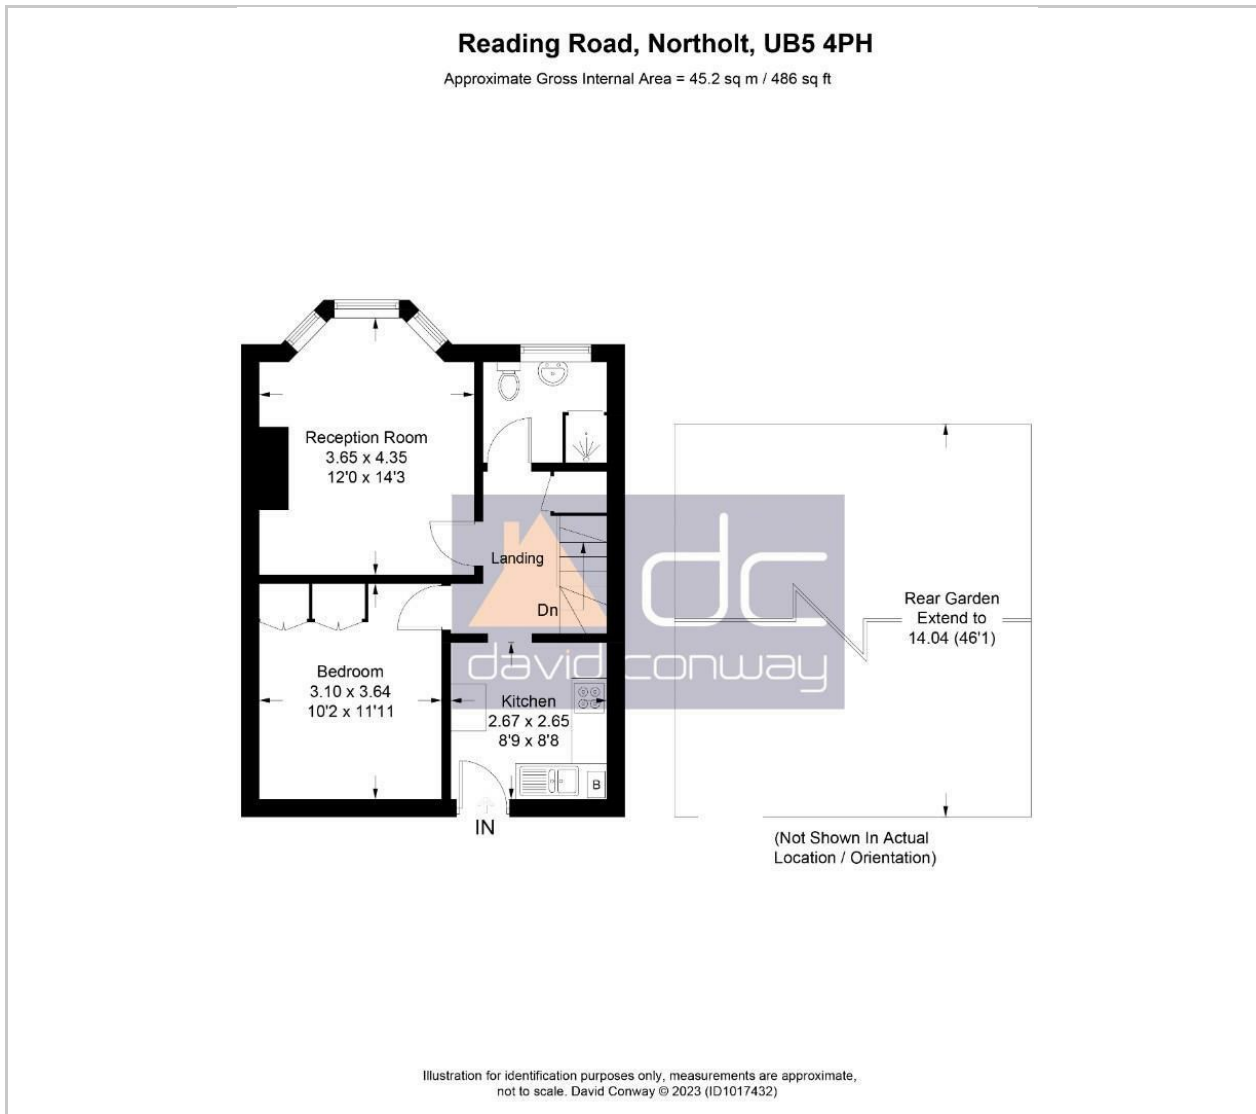 Reading Road, Northolt, UB5 4PH
Approximate Gross Internal Area = 45.2 sq m / 486 sq ft
Reception Room
3.65 x 4.35
12'0 x 14'3
Landing
Dn
dc
david conway
Bedroom
3.10 x 3.64
10'2 x 11'11
Kitchen
2.67 x 2.65
8'9 x 8'8
B
IN
Rear Garden
Extend to
14.04 (46'1)
(Not Shown In Actual
Location / Orientation)
Illustration for identification purposes only, measurements are approximate,
not to scale. David Conway © 2023 (ID1017432)